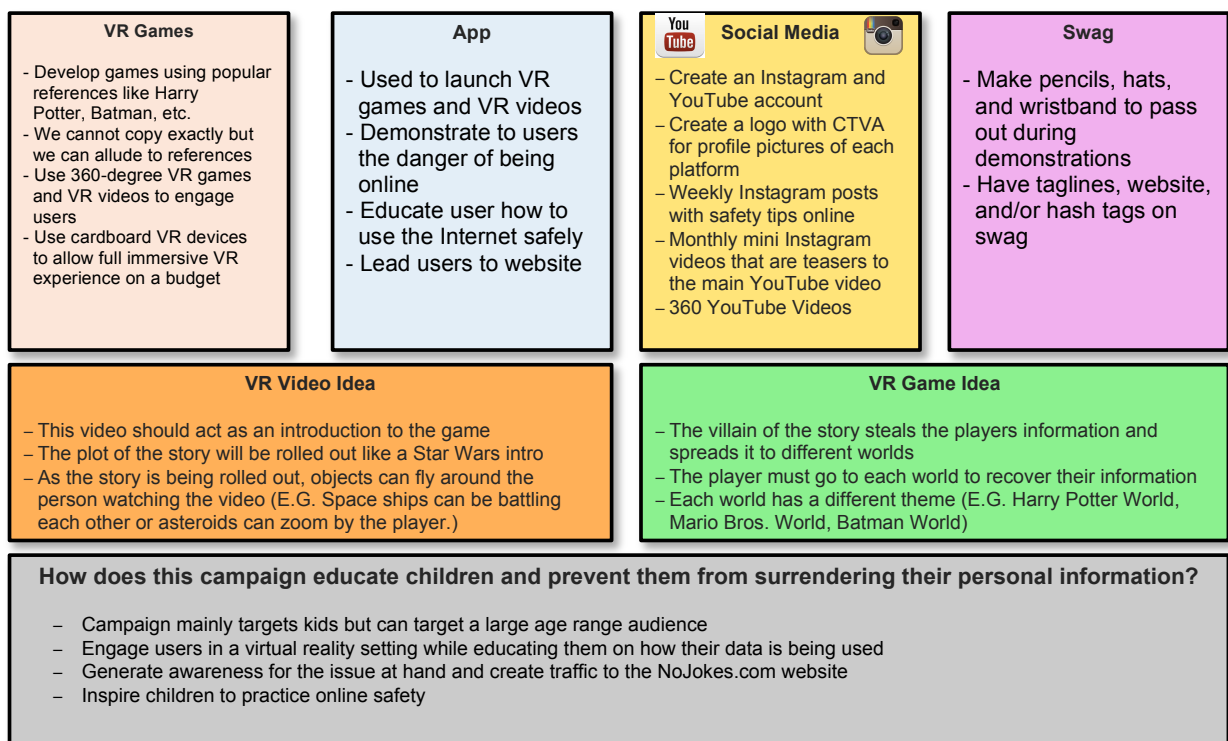 VR Games
- Develop games using popular
references like Harry
Potter, Batman, etc.
- We cannot copy exactly but
we can allude to references
- Use 360-degree VR games
and VR videos to engage
users
- Use cardboard VR devices
to allow full immersive VR
experience on a budget
App
- Used to launch VR
games and VR videos
- Demonstrate to users
the danger of being
online
- Educate user how to
use the Internet safely
- Lead users to website
You
Tube
Social Media
– Create an Instagram and
YouTube account
– Create a logo with CTVA
for profile pictures of each
platform
– Weekly Instagram posts
with safety tips online
– Monthly mini Instagram
videos that are teasers to
the main YouTube video
– 360 YouTube Videos
Swag
- Make pencils, hats,
and wristband to pass
out during
demonstrations
- Have taglines, website,
and/or hash tags on
swag
VR Video Idea
– This video should act as an introduction to the game
– The plot of the story will be rolled out like a Star Wars intro
– As the story is being rolled out, objects can fly around the
person watching the video (E.G. Space ships can be battling
each other or asteroids can zoom by the player.)
VR Game Idea
– The villain of the story steals the players information and
spreads it to different worlds
– The player must go to each world to recover their information
– Each world has a different theme (E.G. Harry Potter World,
Mario Bros. World, Batman World)
How does this campaign educate children and prevent them from surrendering their personal information?
– Campaign mainly targets kids but can target a large age range audience
– Engage users in a virtual reality setting while educating them on how their data is being used
– Generate awareness for the issue at hand and create traffic to the NoJokes.com website
– Inspire children to practice online safety